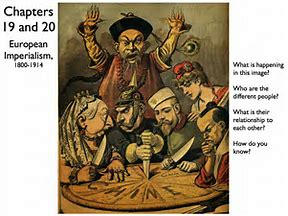 Chapters
19 and 20
European
Imperialism,
1800-1914
What is happening
in this image?
Who are the
different people?
What is their
relationship to
each other?
How do you
know?